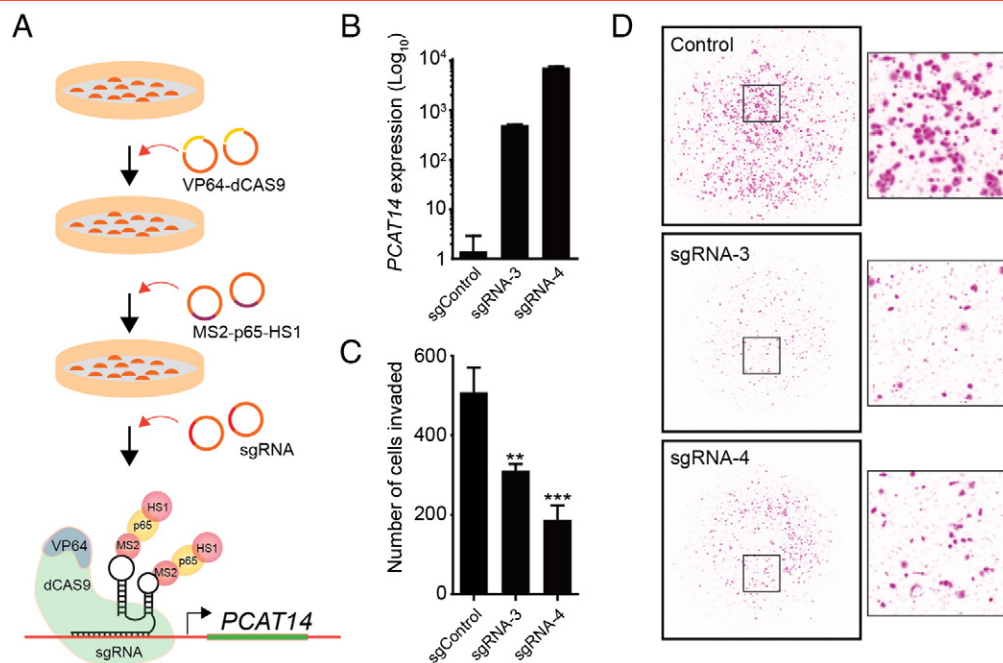 A
VP64-dCAS9
MS2-p65-HS1
sgRNA
HS1
p65
MS2
HS1
p65
MS2
VP64
dCAS9
sgRNA
PCAT14
B
PCAT14 expression (Log₁₀)
10⁴
10³
10²
10
1
sgControl
sgRNA-3
sgRNA-4
C
Number of cells invaded
600
400
200
0
**
***
sgControl
sgRNA-3
sgRNA-4
D
Control
sgRNA-3
sgRNA-4